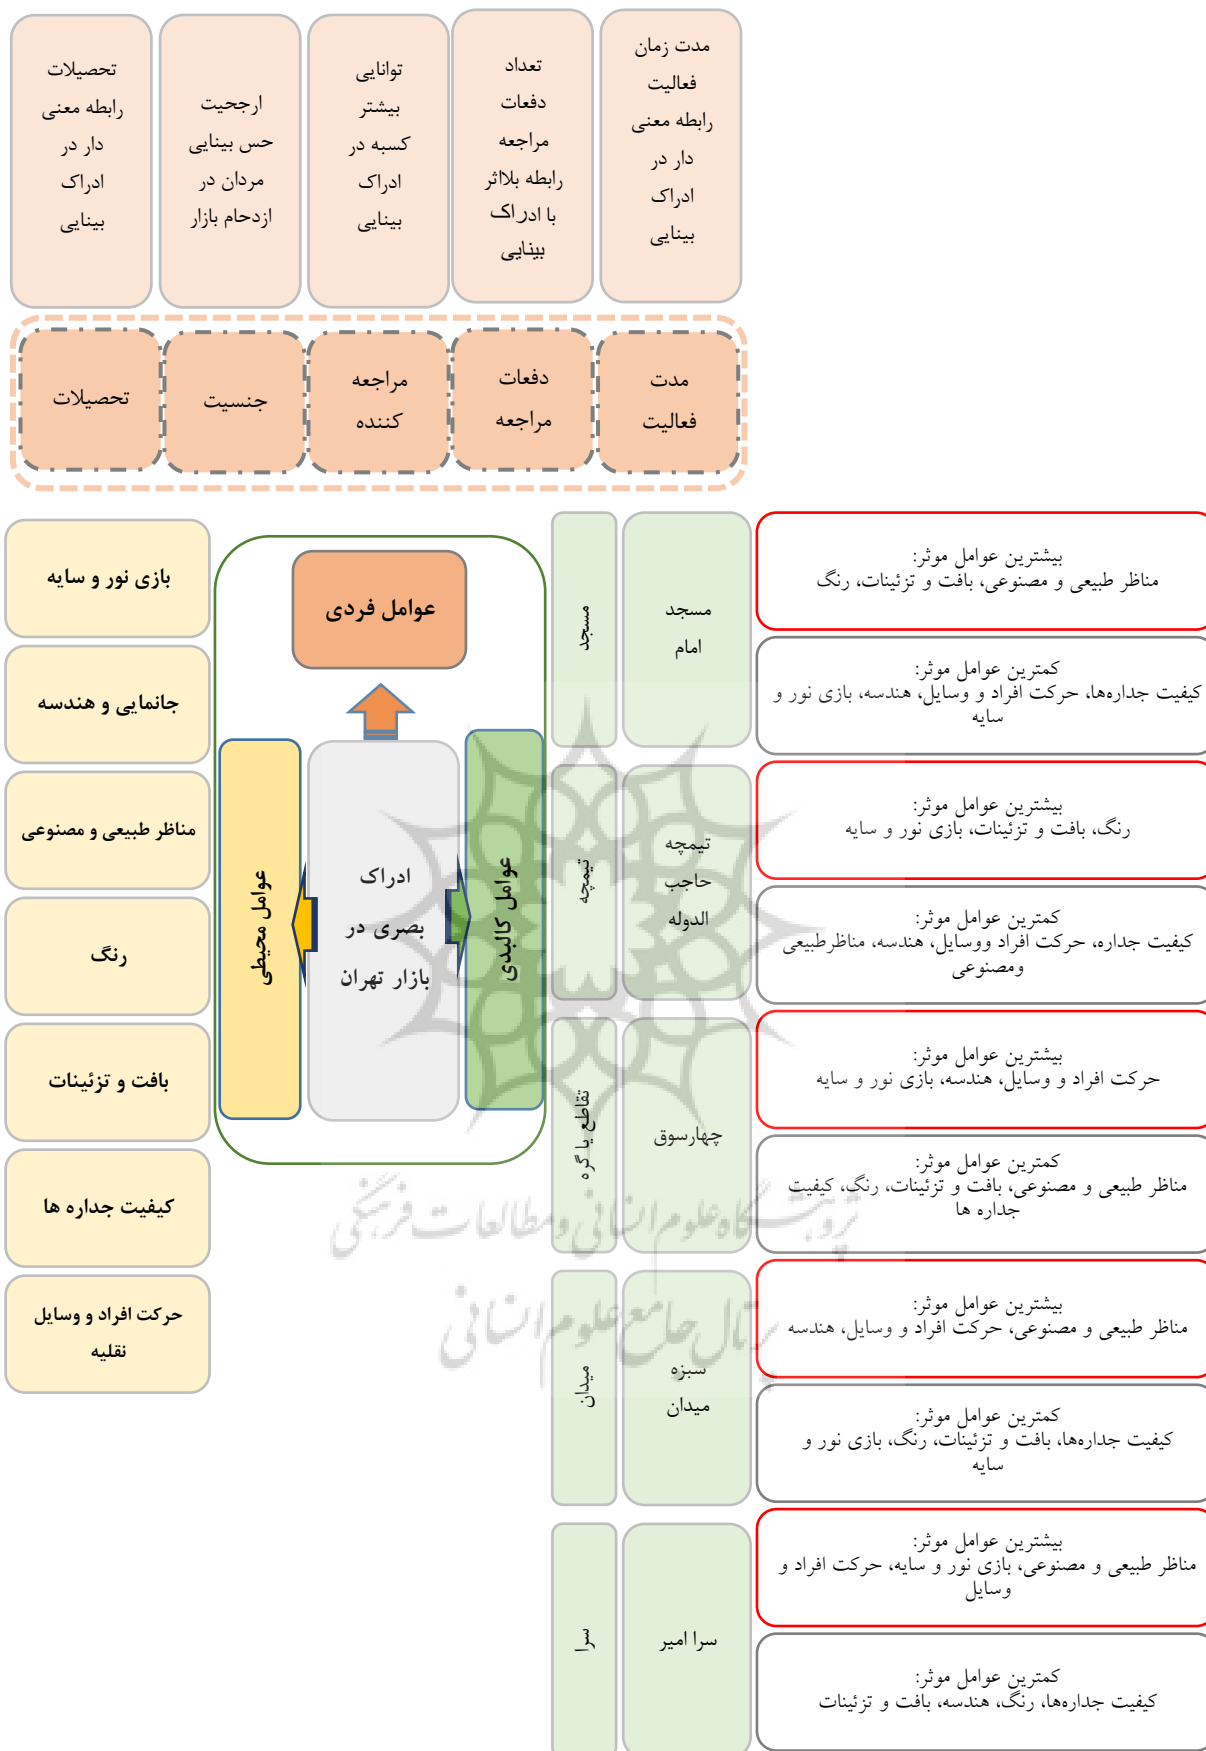 مدت زمان
فعالیت
رابطه معنی
دار در
ادراک
بینایی
تعداد
دفعات
مراجعه
رابطه بلااثر
با ادراک
بینایی
توانایی
بیشتر
کسبه در
ادراک
بینایی
ارجحیت
حس بینایی
مردان در
ازدحام بازار
تحصیلات
رابطه معنی
دار در
ادراک
بینایی
مدت
فعالیت
دفعات
مراجعه
مراجعه
کننده
جنسیت
تحصیلات
عوامل فردی
ادراک
بصری در
بازار تهران
عوامل کالبدی
عوامل محیطی
بازی نور و سایه
جانمایی و هندسه
مناظر طبیعی و مصنوعی
رنگ
بافت و تزئینات
کیفیت جداره ها
حرکت افراد و وسایل
نقلیه
مسجد
مسجد
امام
بیشترین عوامل موثر:
مناظر طبیعی و مصنوعی، بافت و تزئینات، رنگ
کمترین عوامل موثر:
کیفیت جداره‌ها، حرکت افراد و وسایل، هندسه، بازی نور و
سایه
تیمچه
تیمچه
حاجب
الدوله
بیشترین عوامل موثر:
رنگ، بافت و تزئینات، بازی نور و سایه
کمترین عوامل موثر:
کیفیت جداره، حرکت افراد ووسایل، هندسه، مناظرطبیعی
ومصنوعی
تقاطع یا گره
چهارسوق
بیشترین عوامل موثر:
حرکت افراد و وسایل، هندسه، بازی نور و سایه
کمترین عوامل موثر:
مناظر طبیعی و مصنوعی، بافت و تزئینات، رنگ، کیفیت
جداره ها
میدان
سبزه
میدان
بیشترین عوامل موثر:
مناظر طبیعی و مصنوعی، حرکت افراد و وسایل، هندسه
کمترین عوامل موثر:
کیفیت جداره‌ها، بافت و تزئینات، رنگ، بازی نور و
سایه
سرا
سرا امیر
بیشترین عوامل موثر:
مناظر طبیعی و مصنوعی، بازی نور و سایه، حرکت افراد و
وسایل
کمترین عوامل موثر:
کیفیت جداره‌ها، رنگ، هندسه، بافت و تزئینات
پژوهشگاه علوم انسانی و مطالعات فرهنگی
پرتال جامع علوم انسانی